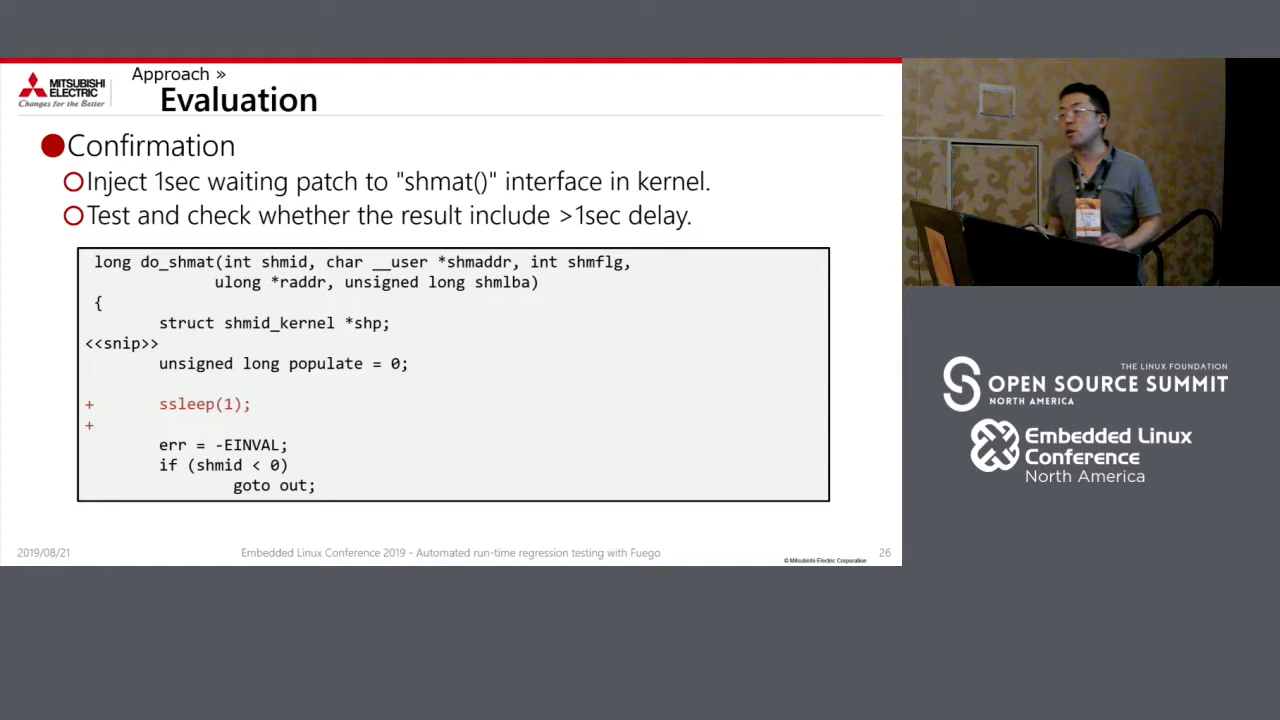 MITSUBISHI
ELECTRIC
Changes for the Better
Approach »
Evaluation
Confirmation
Inject 1sec waiting patch to "shmat()" interface in kernel.
Test and check whether the result include >1sec delay.
long do_shmat(int shmid, char __user *shmaddr, int shmflg,
ulong *raddr, unsigned long shmlba)
{
struct shmid_kernel *shp;
<<snip>>
unsigned long populate = 0;
+ ssleep(1);
+
err = -EINVAL;
if (shmid < 0)
goto out;
2019/08/21
Embedded Linux Conference 2019 - Automated run-time regression testing with Fuego
26
© Mitsubishi Electric Corporation
THE LINUX FOUNDATION
OPEN SOURCE SUMMIT
NORTH AMERICA
Embedded Linux
Conference
North America